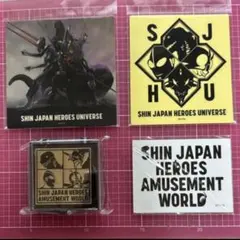 SHIN JAPAN HEROES UNIVERSE
S J
H U
SHIN JAPAN HEROES UNIVERSE
SHIN JAPAN
HEROES
AMUSEMENT
WORLD
SHIN JAPAN
HEROES
AMUSEMENT
WORLD